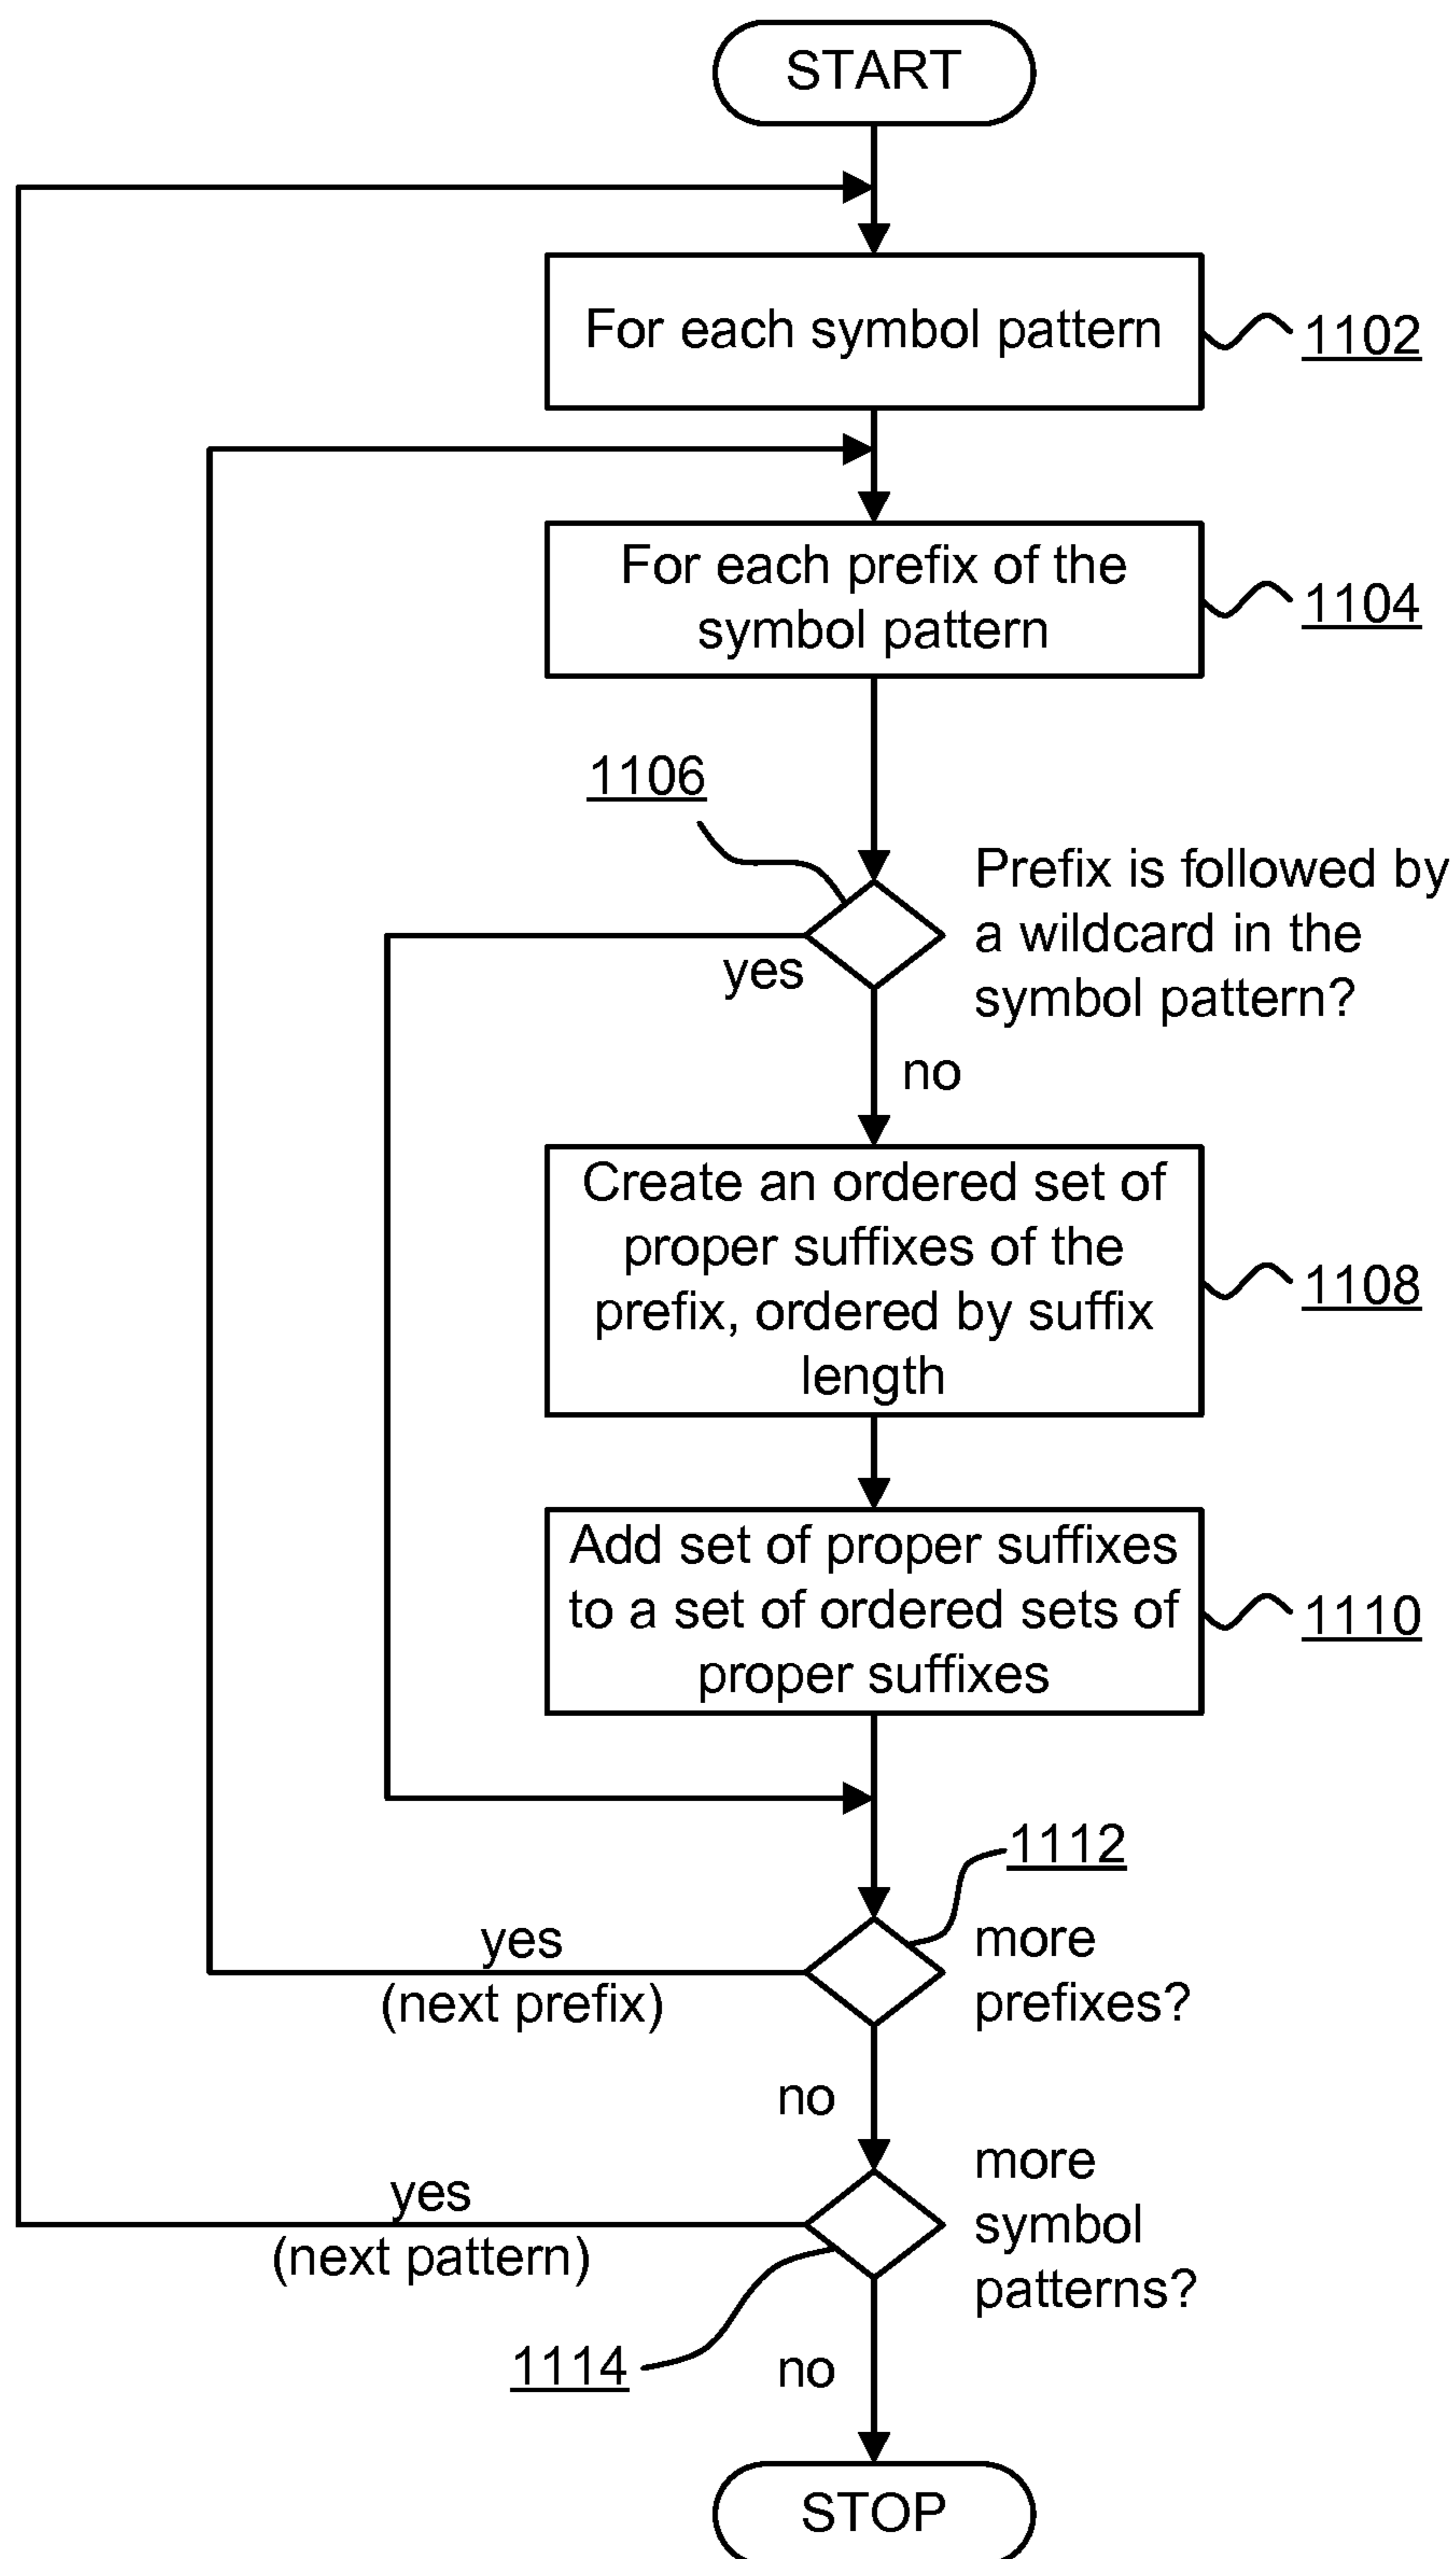 START
For each symbol pattern
1102
For each prefix of the
symbol pattern
1104
1106
Prefix is followed by
a wildcard in the
symbol pattern?
yes
no
Create an ordered set of
proper suffixes of the
prefix, ordered by suffix
length
1108
Add set of proper suffixes
to a set of ordered sets of
proper suffixes
1110
1112
more
prefixes?
yes
(next prefix)
no
more
symbol
patterns?
yes
(next pattern)
1114
no
STOP